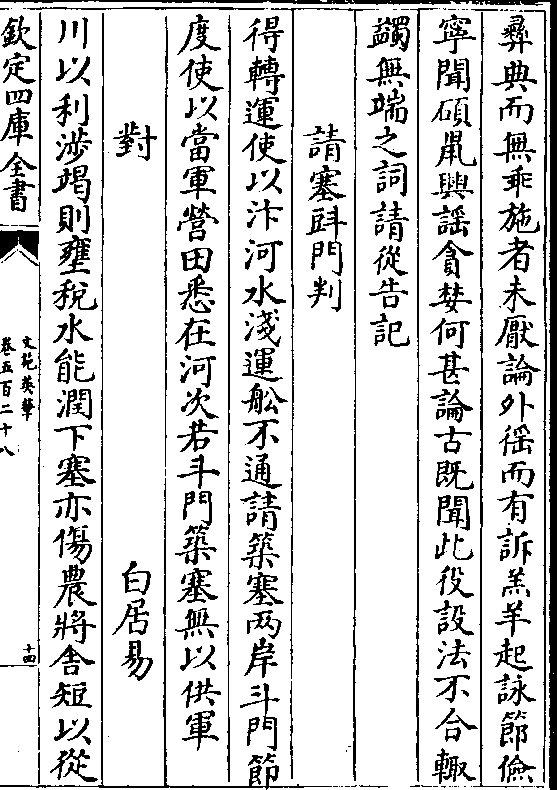 彞典而無乖施者未厭論外徭而有訴羔羊起詠節儉
寧聞碩䑕興謡貪婪何甚論古既聞此役設法不合輙
蠲無端之詞請從告記
請塞㪷門判
得轉運使以汴河水淺運船不通請築塞兩岸斗門節
度使以當軍營田悉在河次若斗門築塞無以供軍
對
白居易
川以利涉竭則壅稅水能潤下塞亦傷農將舎短以從
欽定四庫全書
文苑英華
卷五百二十八
十四